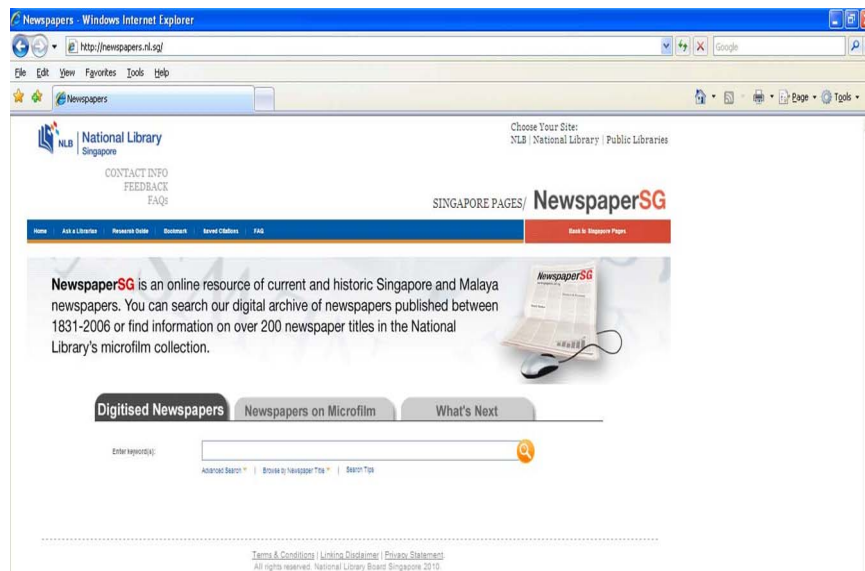 Newspapers - Windows Internet Explorer
http://newspapers.nl.sg/
Google
File Edit View Favorites Tools Help
Newspapers
Page Tools
NLB National Library Singapore
Choose Your Site:
NLB | National Library | Public Libraries
CONTACT INFO
FEEDBACK
FAQs
SINGAPORE PAGES/ NewspaperSG
Home | Ask a Librarian | Research Guide | Bookmark | Saved Citations | FAQ
Back to Singapore Pages
NewspaperSG is an online resource of current and historic Singapore and Malaya
newspapers. You can search our digital archive of newspapers published between
1831-2006 or find information on over 200 newspaper titles in the National
Library's microfilm collection.
NewspaperSG
Digitised Newspapers
Newspapers on Microfilm
What's Next
Enter keyword(s):
Advanced Search | Browse by Newspaper Title | Search Tips
Terms & Conditions | Linking Disclaimer | Privacy Statement.
All rights reserved. National Library Board Singapore 2010.